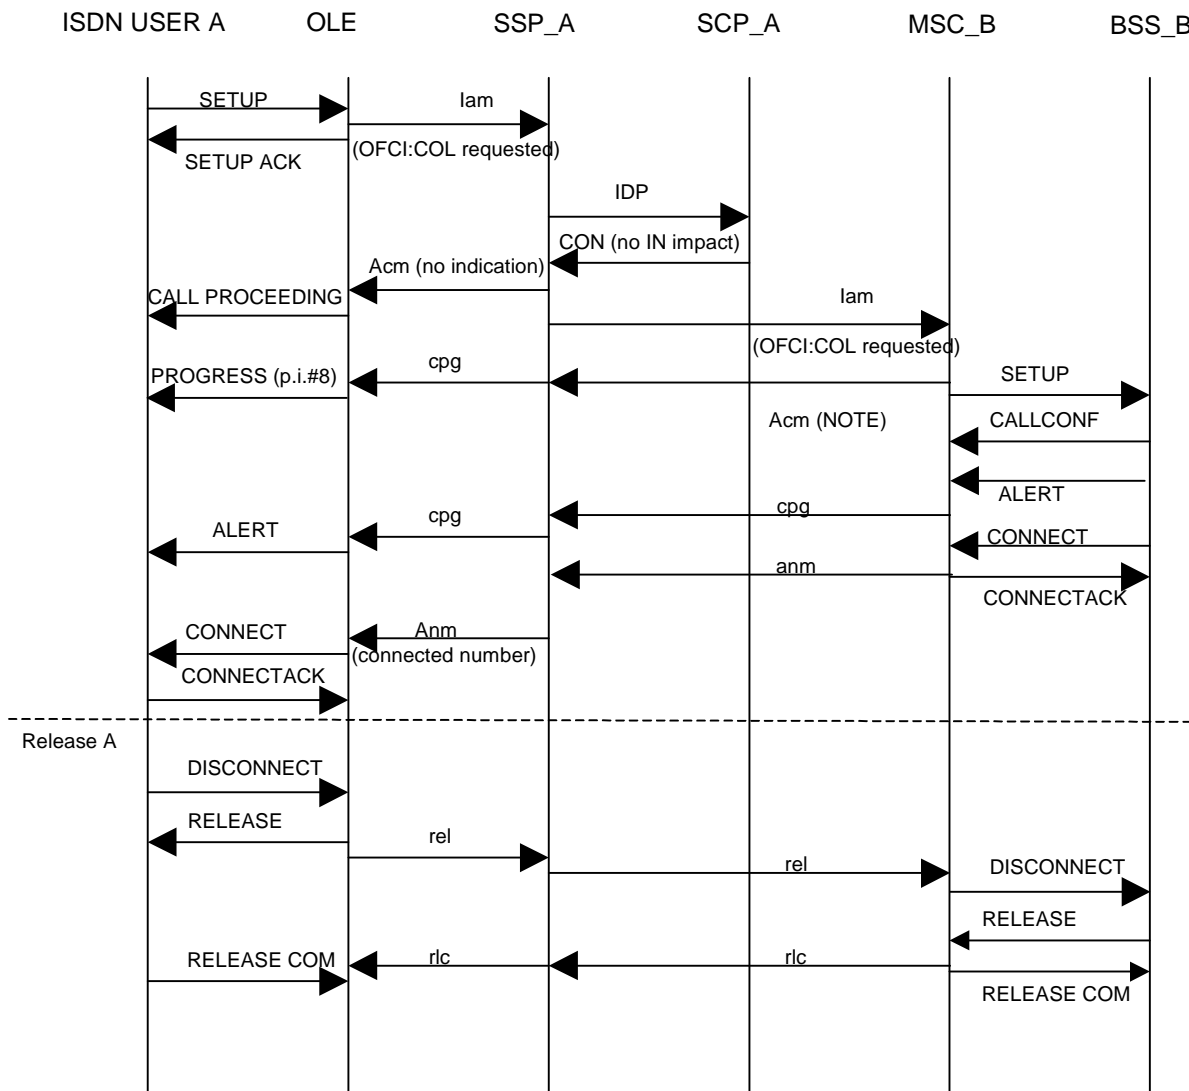 ISDN USER A OLE SSP_A SCP_A MSC_B BSS_B
SETUP Iam
(OFCI:COL requested)
SETUP ACK
IDP
CON (no IN impact)
Acm (no indication)
CALL PROCEEDING Iam
(OFCI:COL requested)
cpg
PROGRESS (p.i.#8) SETUP
Acm (NOTE) CALLCONF
ALERT
cpg
cpg
ALERT CONNECT
anm
CONNECTACK
CONNECT Anm
(connected number)
CONNECTACK
Release A
DISCONNECT
RELEASE
rel
rel DISCONNECT
RELEASE
RELEASE COM rlc rlc
RELEASE COM